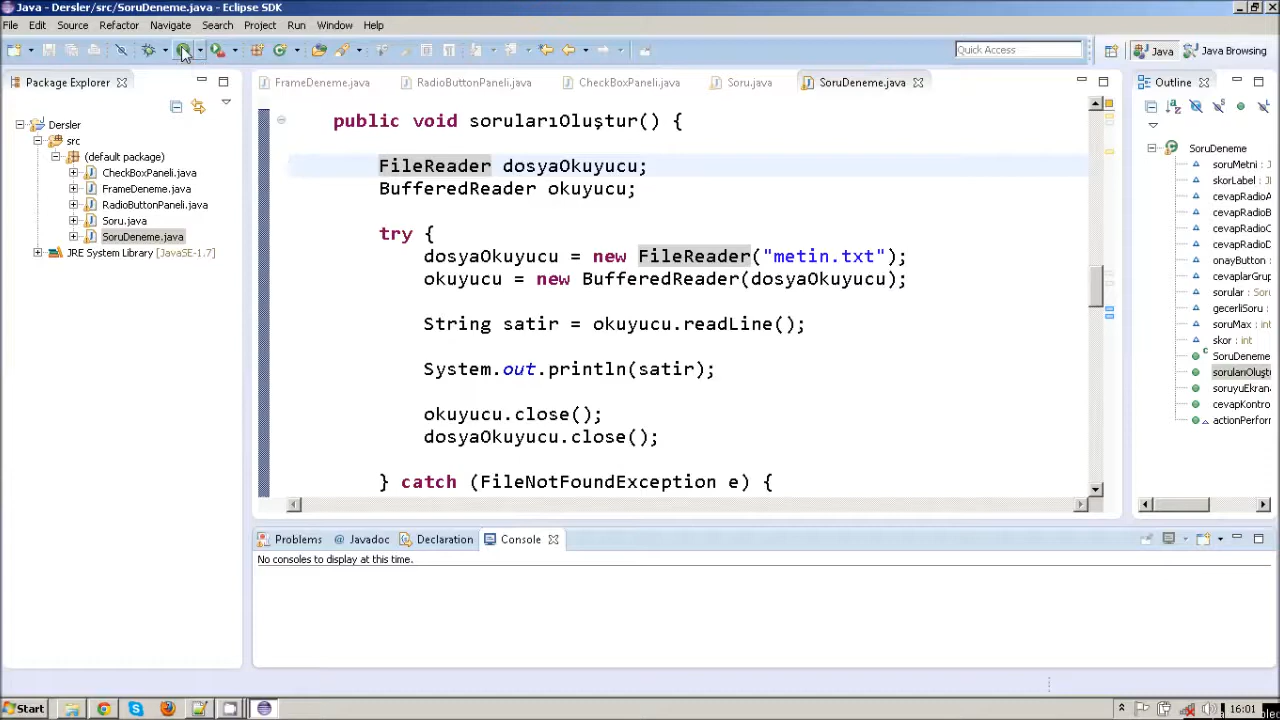 Java - Dersler/src/SoruDeneme.java - Eclipse SDK
File Edit Source Refactor Navigate Search Project Run Window Help
Quick Access Java Java Browsing
Package Explorer FrameDeneme.java RadioButtonPaneli.java CheckBoxPaneli.java Soru.java SoruDeneme.java Outline
Dersler
src
(default package)
CheckBoxPaneli.java
FrameDeneme.java
RadioButtonPaneli.java
Soru.java
SoruDeneme.java
JRE System Library [JavaSE-1.7]
public void sorularıOluştur() {
FileReader dosyaOkuyucu;
BufferedReader okuyucu;
try {
dosyaOkuyucu = new FileReader("metin.txt");
okuyucu = new BufferedReader(dosyaOkuyucu);
String satir = okuyucu.readLine();
System.out.println(satir);
okuyucu.close();
dosyaOkuyucu.close();
} catch (FileNotFoundException e) {
SoruDeneme
soruMetni : J
skorLabel : J
cevapRadioA
cevapRadioB
cevapRadioC
cevapRadioD
onayButton :
cevaplarGrup
sorular : Soru
gecerliSoru :
soruMax : int
skor : int
SoruDeneme
sorularıOluştu
soruyuEkran
cevapKontro
actionPerform
Problems Javadoc Declaration Console
No consoles to display at this time.
Start 16:01